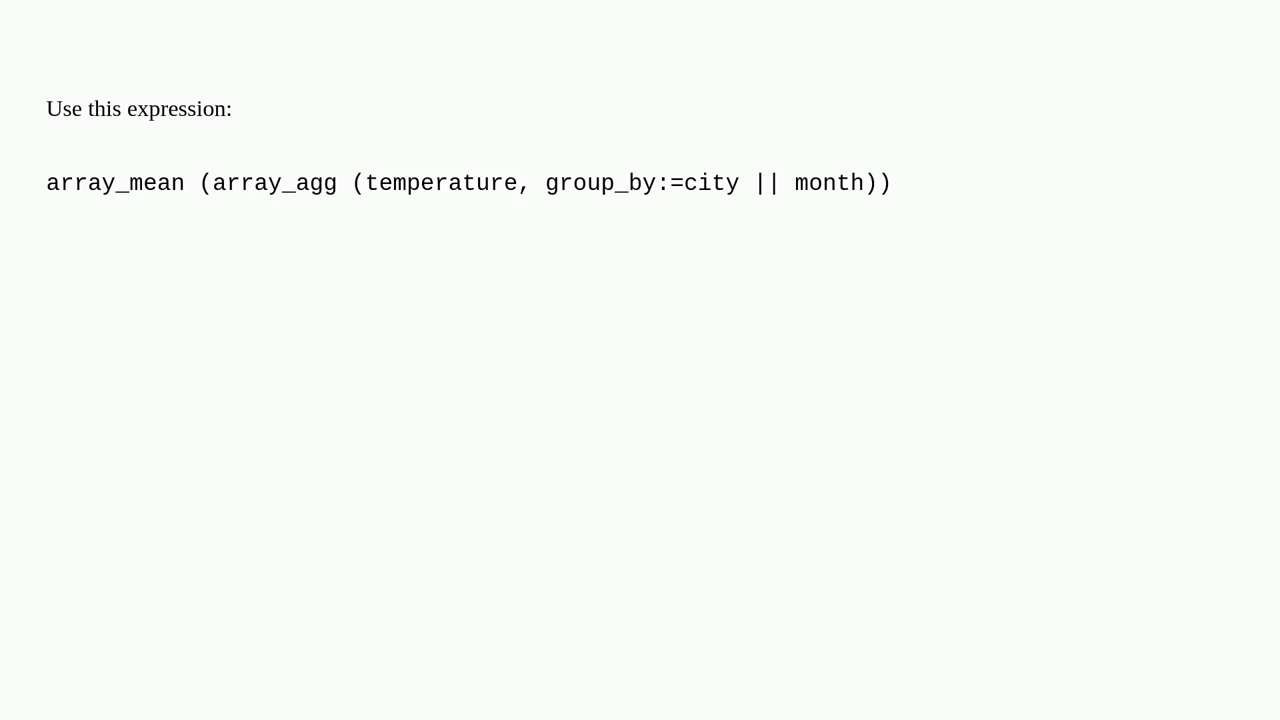 Use this expression:
array_mean (array_agg (temperature, group_by:=city || month))